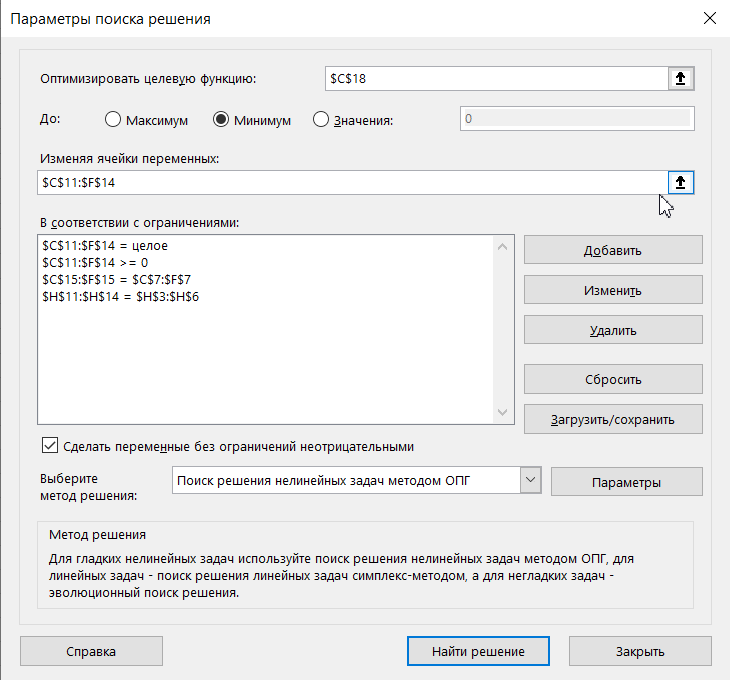 Параметры поиска решения
Оптимизировать целевую функцию:
$C$18
До:
Максимум
Минимум
Значения:
0
Изменяя ячейки переменных:
$C$11:$F$14
В соответствии с ограничениями:
$C$11:$F$14 = целое
$C$11:$F$14 >= 0
$C$15:$F$15 = $C$7:$F$7
$H$11:$H$14 = $H$3:$H$6
Добавить
Изменить
Удалить
Сбросить
Загрузить/сохранить
Сделать переменные без ограничений неотрицательными
Выберите
метод решения:
Поиск решения нелинейных задач методом ОПГ
Параметры
Метод решения
Для гладких нелинейных задач используйте поиск решения нелинейных задач методом ОПГ, для
линейных задач - поиск решения линейных задач симплекс-методом, а для негладких задач -
эволюционный поиск решения.
Справка
Найти решение
Закрыть